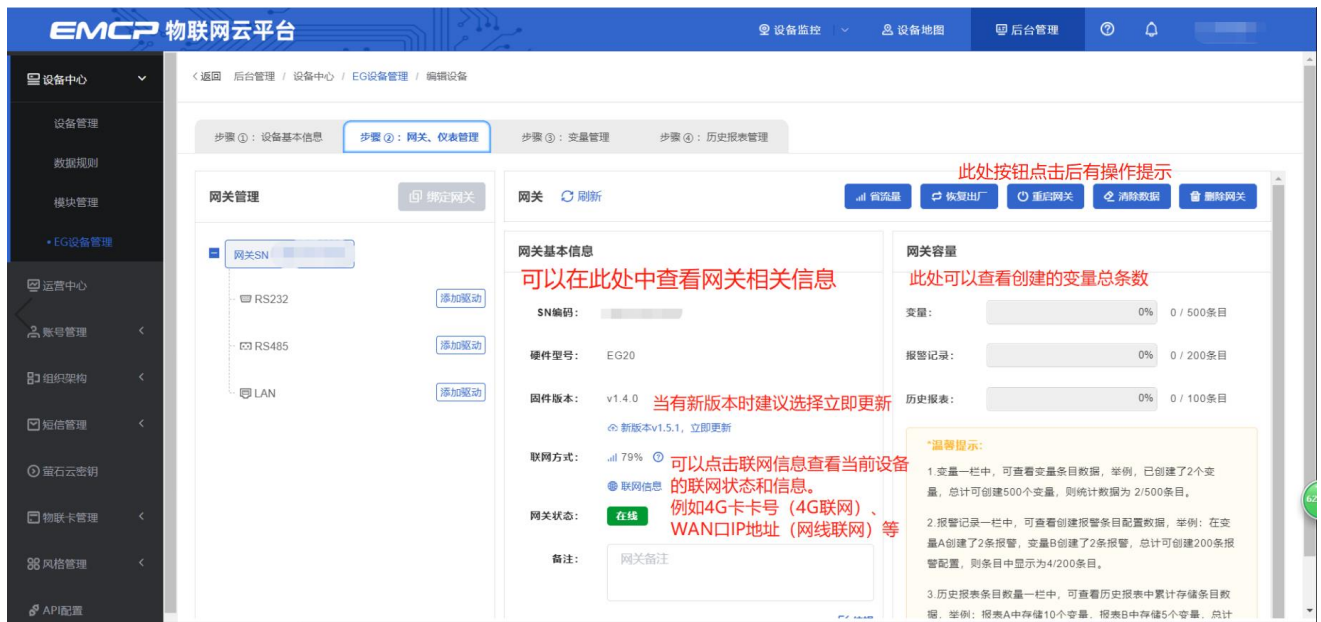 EMCP 物联网云平台
设备监控
设备地图
后台管理
设备中心
设备管理
数据规则
模块管理
•EG设备管理
运营中心
账号管理
组织架构
短信管理
萤石云密钥
物联卡管理
风格管理
API配置
<返回 后台管理 / 设备中心 / EG设备管理 / 编辑设备
步骤①：设备基本信息
步骤②：网关、仪表管理
步骤③：变量管理
步骤④：历史报表管理
网关管理
绑定网关
网关SN
RS232
添加驱动
RS485
添加驱动
LAN
添加驱动
网关
刷新
此处按钮点击后有操作提示
省流量
恢复出厂
重启网关
清除数据
删除网关
网关基本信息
可以在此处中查看网关相关信息
SN编码：
硬件型号： EG20
固件版本： v1.4.0
当有新版本时建议选择立即更新
新版本v1.5.1，立即更新
联网方式： 79%
联网信息
可以点击联网信息查看当前设备
的联网状态和信息。
例如4G卡卡号（4G联网）、
WAN口IP地址（网线联网）等
网关状态： 在线
备注： 网关备注
网关容量
此处可以查看创建的变量总条数
变量： 0% 0 / 500条目
报警记录： 0% 0 / 200条目
历史报表： 0% 0 / 100条目
*温馨提示：
1.变量一栏中，可查看变量条目数据，举例，已创建了2个变
量，总计可创建500个变量，则统计数据为 2/500条目。
2.报警记录一栏中，可查看创建报警条目配置数据，举例：在变
量A创建了2条报警，变量B创建了2条报警，总计可创建200条报
警配置，则条目中显示为4/200条目。
3.历史报表条目数量一栏中，可查看历史报表中累计存储条目数
据，举例：报表A中存储10个变量，报表B中存储5个变量，总计
62